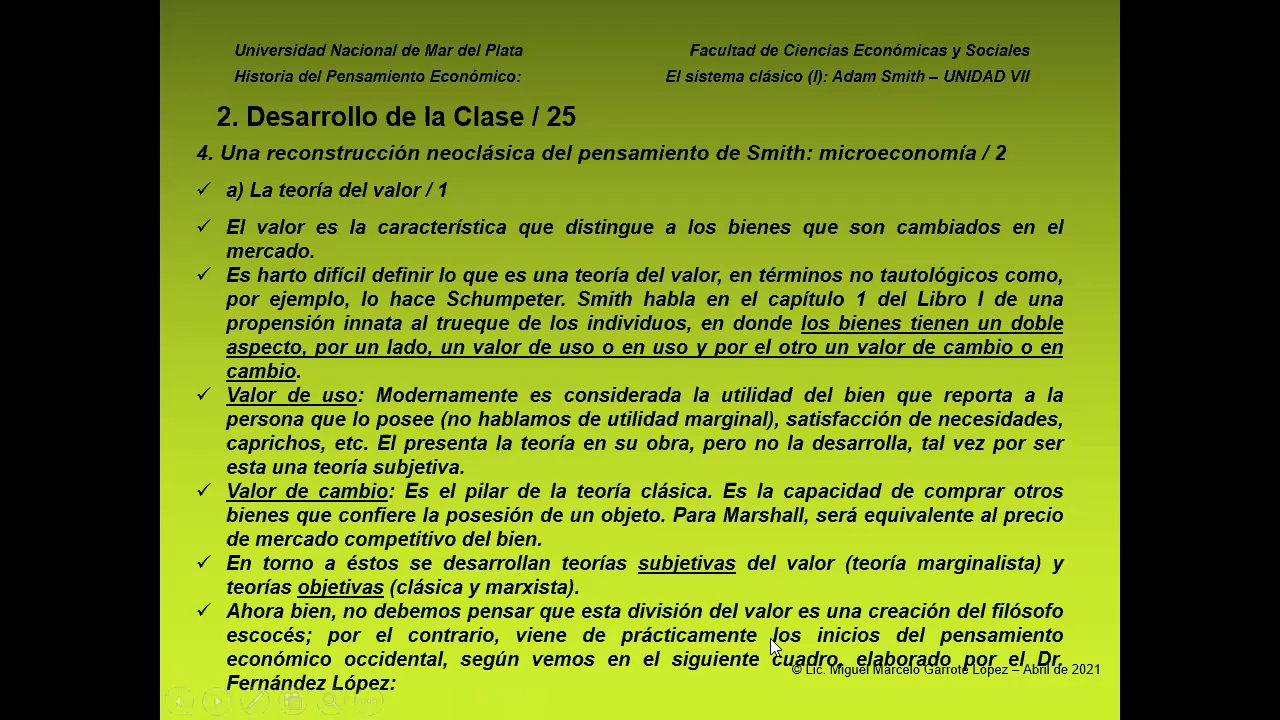 Universidad Nacional de Mar del Plata
Facultad de Ciencias Económicas y Sociales
Historia del Pensamiento Económico:
El sistema clásico (I): Adam Smith – UNIDAD VII
2. Desarrollo de la Clase / 25
4. Una reconstrucción neoclásica del pensamiento de Smith: microeconomía / 2
✓ a) La teoría del valor / 1
✓ El valor es la característica que distingue a los bienes que son cambiados en el
mercado.
✓ Es harto difícil definir lo que es una teoría del valor, en términos no tautológicos como,
por ejemplo, lo hace Schumpeter. Smith habla en el capítulo 1 del Libro I de una
propensión innata al trueque de los individuos, en donde los bienes tienen un doble
aspecto, por un lado, un valor de uso o en uso y por el otro un valor de cambio o en
cambio.
✓ Valor de uso: Modernamente es considerada la utilidad del bien que reporta a la
persona que lo posee (no hablamos de utilidad marginal), satisfacción de necesidades,
caprichos, etc. El presenta la teoría en su obra, pero no la desarrolla, tal vez por ser
esta una teoría subjetiva.
✓ Valor de cambio: Es el pilar de la teoría clásica. Es la capacidad de comprar otros
bienes que confiere la posesión de un objeto. Para Marshall, será equivalente al precio
de mercado competitivo del bien.
✓ En torno a éstos se desarrollan teorías subjetivas del valor (teoría marginalista) y
teorías objetivas (clásica y marxista).
✓ Ahora bien, no debemos pensar que esta división del valor es una creación del filósofo
escocés; por el contrario, viene de prácticamente los inicios del pensamiento
económico occidental, según vemos en el siguiente cuadro, elaborado por el Dr.
Fernández López:
© Lic. Miguel Marcelo Garrote López – Abril de 2021